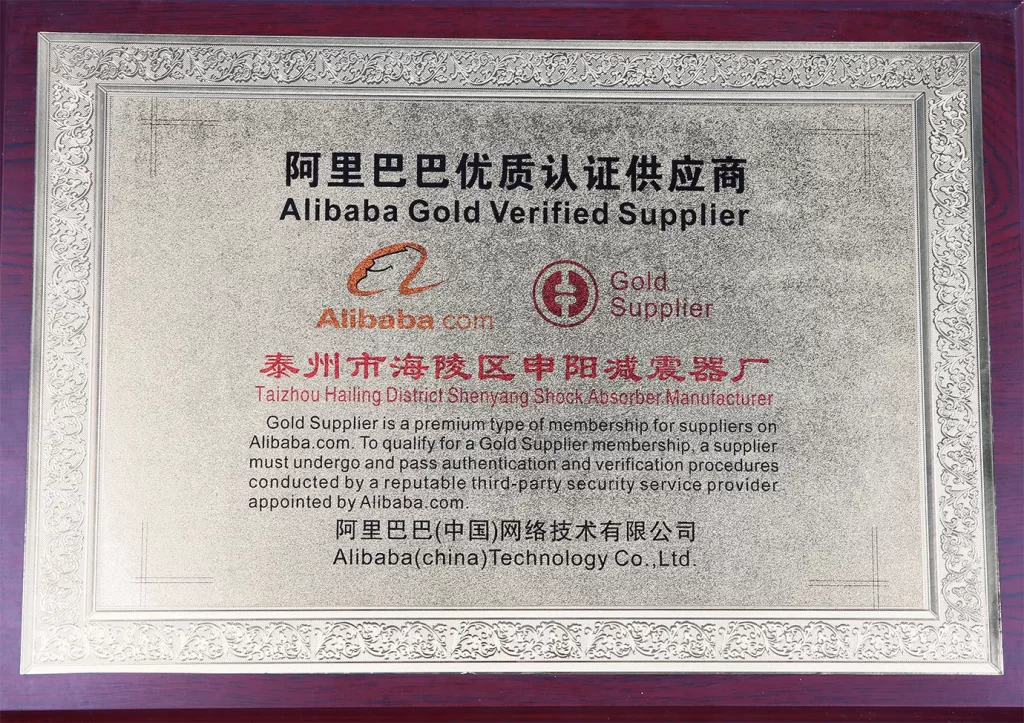 阿里巴巴优质认证供应商
Alibaba Gold Verified Supplier
Alibaba.com
Gold
Supplier
泰州市海陵区申阳减震器厂
Taizhou Hailing District Shenyang Shock Absorber Manufacturer
Gold Supplier is a premium type of membership for suppliers on
Alibaba.com. To qualify for a Gold Supplier membership, a supplier
must undergo and pass authentication and verification procedures
conducted by a reputable third-party security service provider
appointed by Alibaba.com.
阿里巴巴(中国)网络技术有限公司
Alibaba(china)Technology Co.,Ltd.